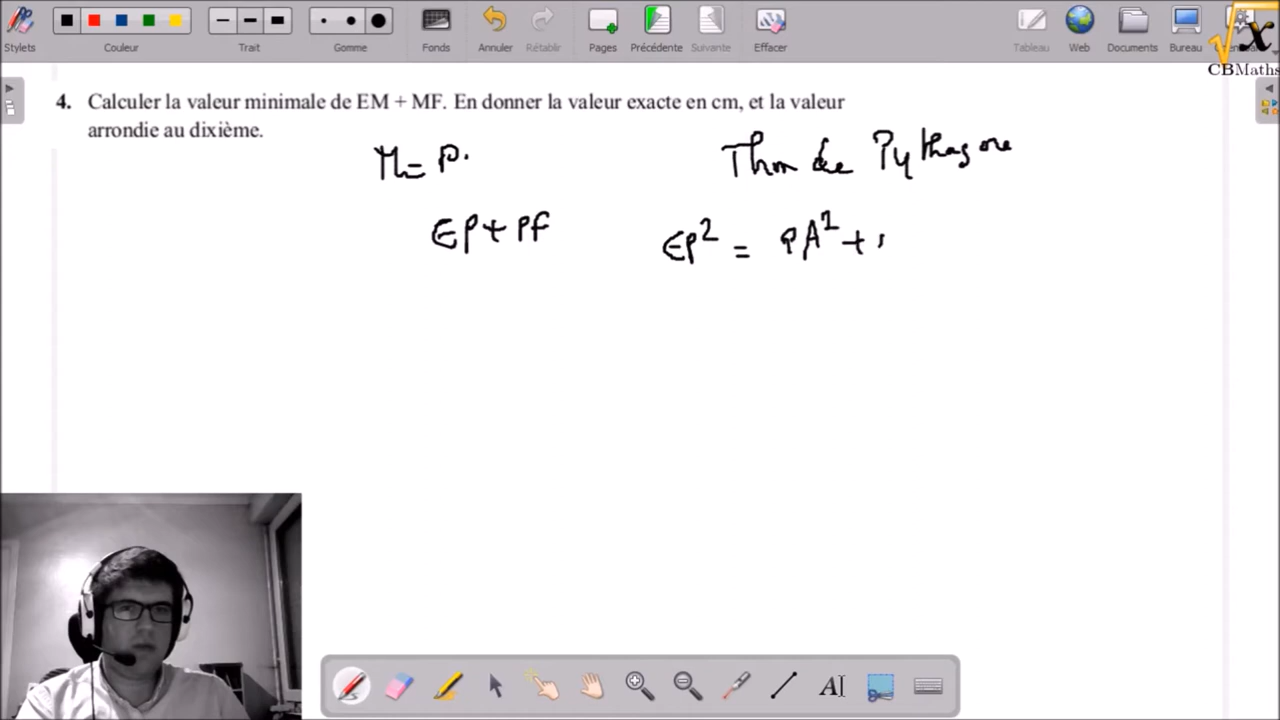 Stylets Couleur Trait Gomme Fonds Annuler Rétablir Pages Précédente Suivante Effacer Tableau Web Documents Bureau
CBMaths
4. Calculer la valeur minimale de EM + MF. En donner la valeur exacte en cm, et la valeur
arrondie au dixième.
M = P. Thm de Pythagore
EP + PF EP² = PA² +
AI